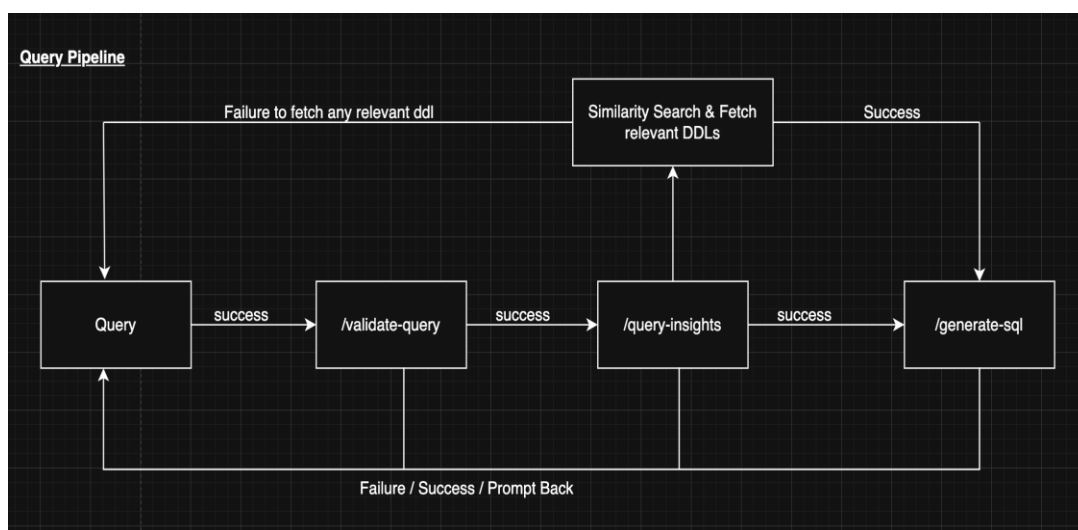 Query Pipeline
Failure to fetch any relevant ddl
Similarity Search & Fetch
relevant DDLs
Success
Query
success
/validate-query
success
/query-insights
success
/generate-sql
Failure / Success / Prompt Back